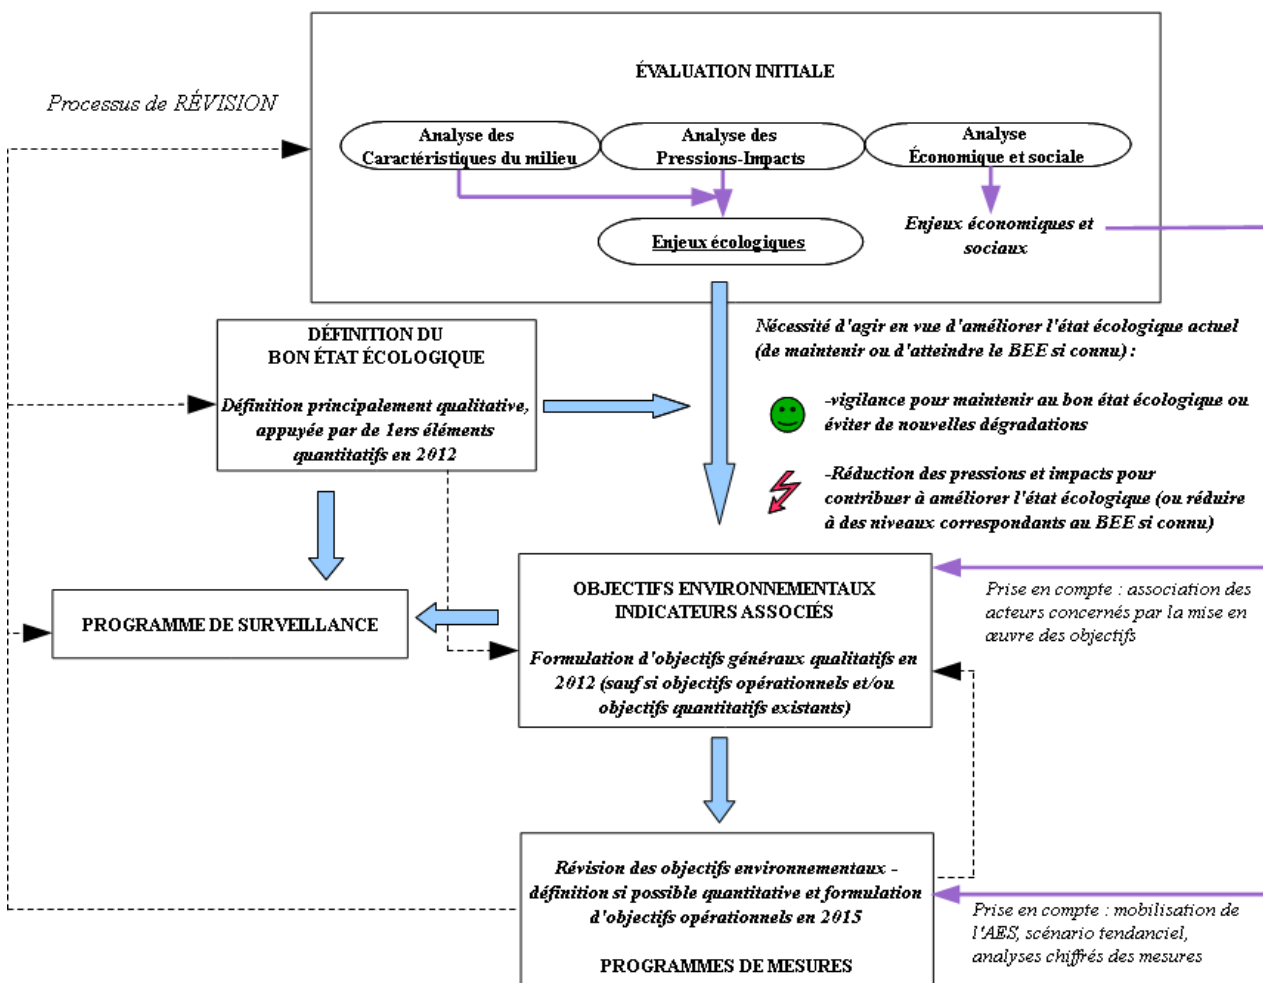 ÉVALUATION INITIALE
Processus de RÉVISION
Analyse des
Caractéristiques du milieu
Analyse des
Pressions-Impacts
Analyse
Économique et sociale
Enjeux écologiques
Enjeux économiques et
sociaux
DÉFINITION DU
BON ÉTAT ÉCOLOGIQUE
Définition principalement qualitative,
appuyée par de 1ers éléments
quantitatifs en 2012
Nécessité d'agir en vue d'améliorer l'état écologique actuel
(de maintenir ou d'atteindre le BEE si connu) :
-vigilance pour maintenir au bon état écologique ou
éviter de nouvelles dégradations
-Réduction des pressions et impacts pour
contribuer à améliorer l'état écologique (ou réduire
à des niveaux correspondants au BEE si connu)
PROGRAMME DE SURVEILLANCE
OBJECTIFS ENVIRONNEMENTAUX
INDICATEURS ASSOCIÉS
Formulation d'objectifs généraux qualitatifs en
2012 (sauf si objectifs opérationnels et/ou
objectifs quantitatifs existants)
Prise en compte : association des
acteurs concernés par la mise en
œuvre des objectifs
Révision des objectifs environnementaux -
définition si possible quantitative et formulation
d'objectifs opérationnels en 2015
PROGRAMMES DE MESURES
Prise en compte : mobilisation de
l'AES, scénario tendanciel,
analyses chiffrés des mesures